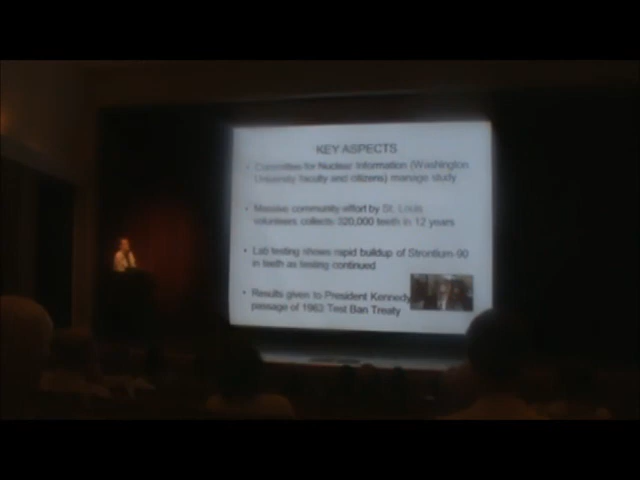 KEY ASPECTS
• Committee for Nuclear Information (Washington
University faculty and citizens) manage study
• Massive community effort by St. Louis
volunteers collects 320,000 teeth in 12 years
• Lab testing shows rapid buildup of Strontium-90
in teeth as testing continued
• Results given to President Kennedy
passage of 1963 Test Ban Treaty